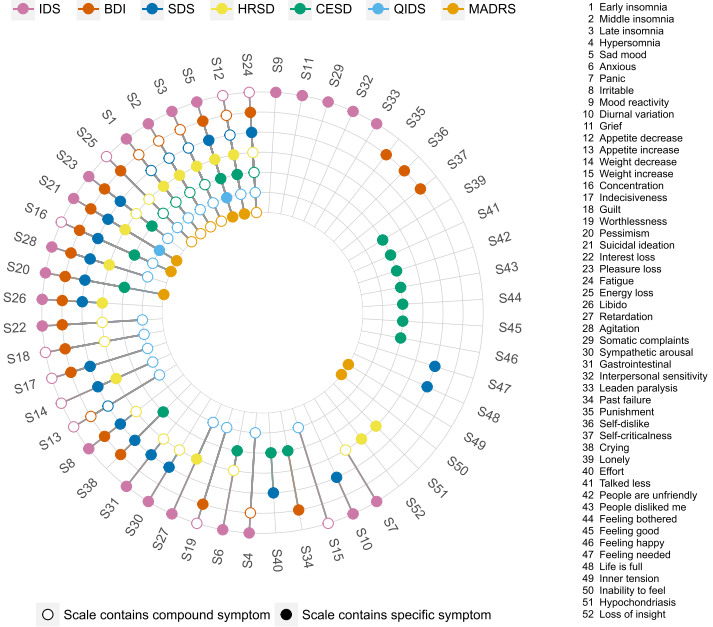 IDS BDI SDS HRSD CESD QIDS MADRS
S24
S9
S11
S29
S32
S33
S35
S36
S37
S39
S41
S42
S43
S44
S45
S46
S47
S48
S49
S50
S51
S52
S7
S10
S15
S34
S40
S4
S6
S19
S27
S30
S31
S38
S8
S13
S14
S17
S18
S22
S26
S20
S28
S16
S21
S23
S25
S1
S2
S3
S5
S12
Scale contains compound symptom Scale contains specific symptom
1 Early insomnia
2 Middle insomnia
3 Late insomnia
4 Hypersomnia
5 Sad mood
6 Anxious
7 Panic
8 Irritable
9 Mood reactivity
10 Diurnal variation
11 Grief
12 Appetite decrease
13 Appetite increase
14 Weight decrease
15 Weight increase
16 Concentration
17 Indecisiveness
18 Guilt
19 Worthlessness
20 Pessimism
21 Suicidal ideation
22 Interest loss
23 Pleasure loss
24 Fatigue
25 Energy loss
26 Libido
27 Retardation
28 Agitation
29 Somatic complaints
30 Sympathetic arousal
31 Gastrointestinal
32 Interpersonal sensitivity
33 Leaden paralysis
34 Past failure
35 Punishment
36 Self-dislike
37 Self-criticalness
38 Crying
39 Lonely
40 Effort
41 Talked less
42 People are unfriendly
43 People disliked me
44 Feeling bothered
45 Feeling good
46 Feeling happy
47 Feeling needed
48 Life is full
49 Inner tension
50 Inability to feel
51 Hypochondriasis
52 Loss of insight